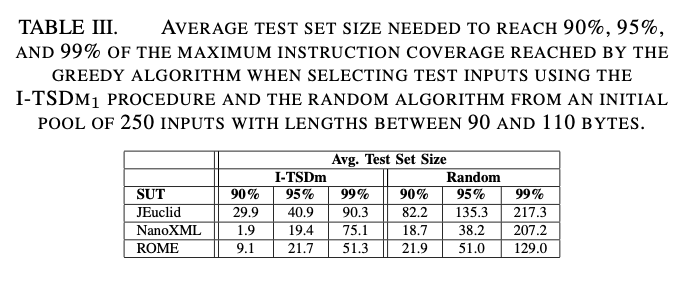 TABLE III. AVERAGE TEST SET SIZE NEEDED TO REACH 90%, 95%,
AND 99% OF THE MAXIMUM INSTRUCTION COVERAGE REACHED BY THE
GREEDY ALGORITHM WHEN SELECTING TEST INPUTS USING THE
I-TSDM1 PROCEDURE AND THE RANDOM ALGORITHM FROM AN INITIAL
POOL OF 250 INPUTS WITH LENGTHS BETWEEN 90 AND 110 BYTES.
Avg. Test Set Size
I-TSDm Random
SUT 90% 95% 99% 90% 95% 99%
JEuclid 29.9 40.9 90.3 82.2 135.3 217.3
NanoXML 1.9 19.4 75.1 18.7 38.2 207.2
ROME 9.1 21.7 51.3 21.9 51.0 129.0